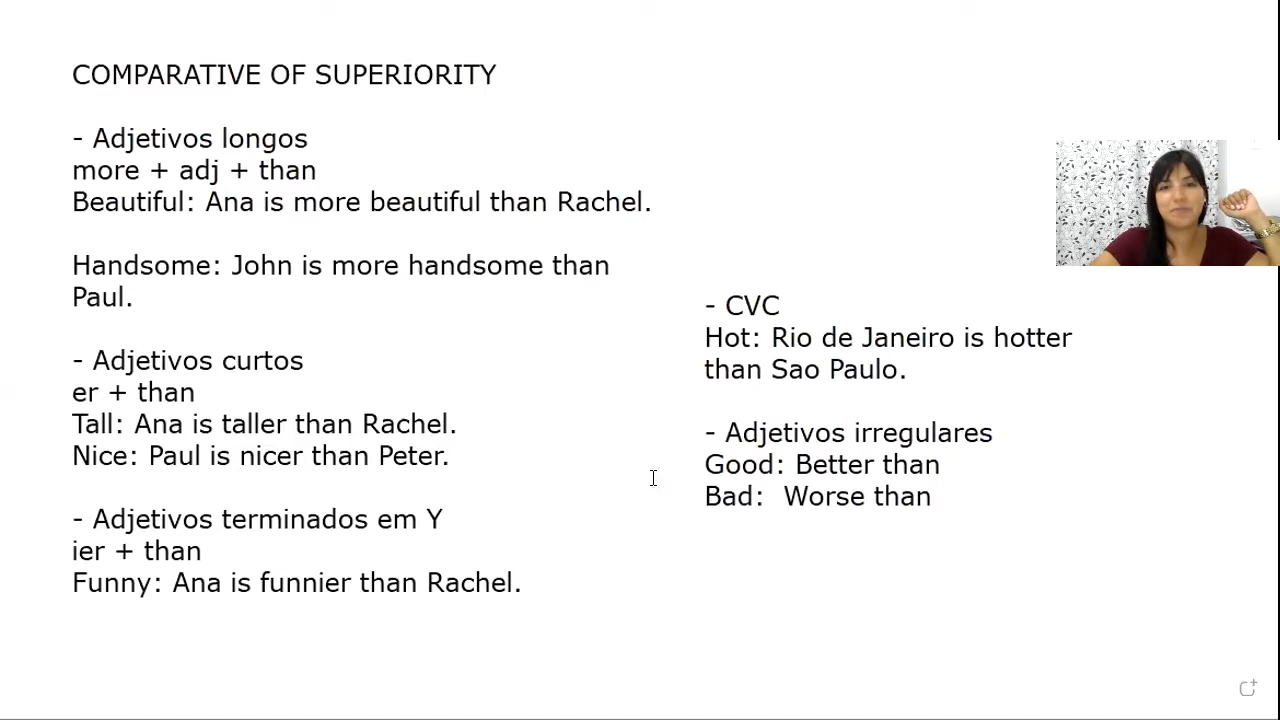 COMPARATIVE OF SUPERIORITY
- Adjetivos longos
more + adj + than
Beautiful: Ana is more beautiful than Rachel.
Handsome: John is more handsome than
Paul.
- Adjetivos curtos
er + than
Tall: Ana is taller than Rachel.
Nice: Paul is nicer than Peter.
- Adjetivos terminados em Y
ier + than
Funny: Ana is funnier than Rachel.
- CVC
Hot: Rio de Janeiro is hotter
than Sao Paulo.
- Adjetivos irregulares
Good: Better than
Bad:  Worse than